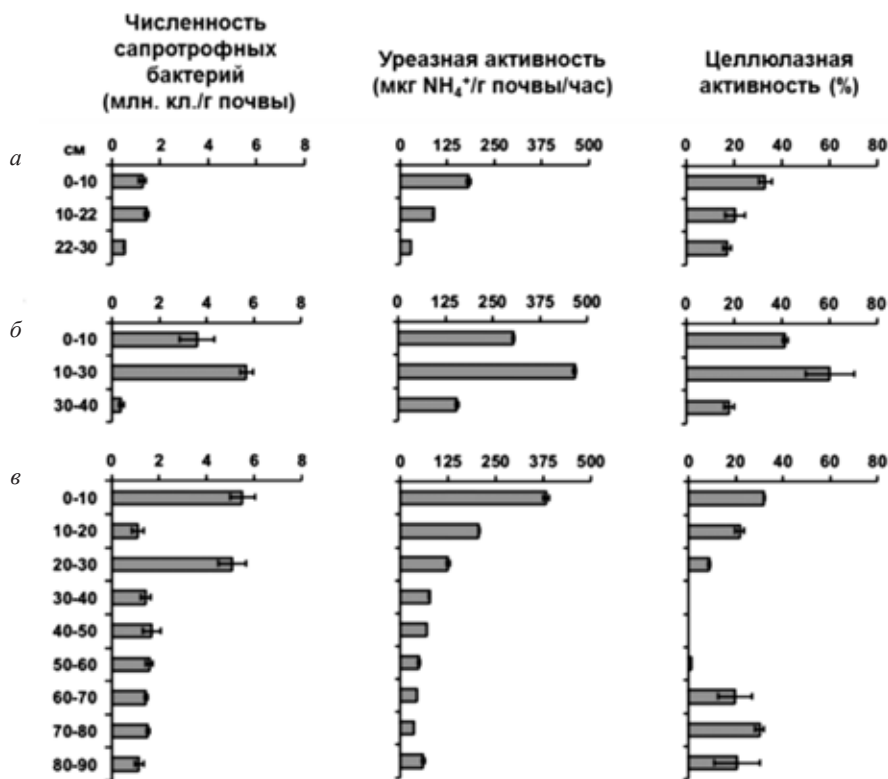 Численность
сапротрофных
бактерий
(млн. кл./г почвы)
Уреазная активность
(мкг NH₄⁺/г почвы/час)
Целлюлазная
активность (%)
а
см
0 2 4 6 8
0 125 250 375 500
0 20 40 60 80
0-10
10-22
22-30
б
0 2 4 6 8
0 125 250 375 500
0 20 40 60 80
0-10
10-30
30-40
в
0 2 4 6 8
0 125 250 375 500
0 20 40 60 80
0-10
10-20
20-30
30-40
40-50
50-60
60-70
70-80
80-90